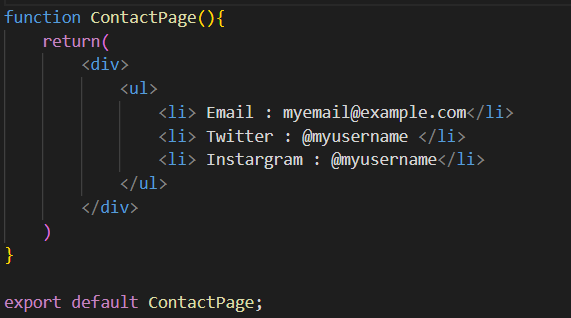 function ContactPage(){
return(
<div>
<ul>
<li> Email : myemail@example.com</li>
<li> Twitter : @myusername </li>
<li> Instargram : @myusername</li>
</ul>
</div>
)
}
export default ContactPage;